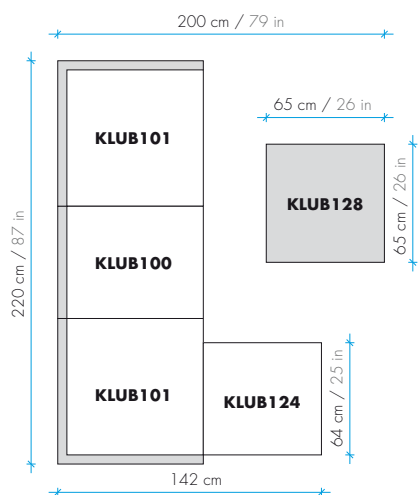 200 cm / 79 in
65 cm / 26 in
KLUB101
KLUB128
65 cm / 26 in
220 cm / 87 in
KLUB100
KLUB101
KLUB124
64 cm / 25 in
142 cm